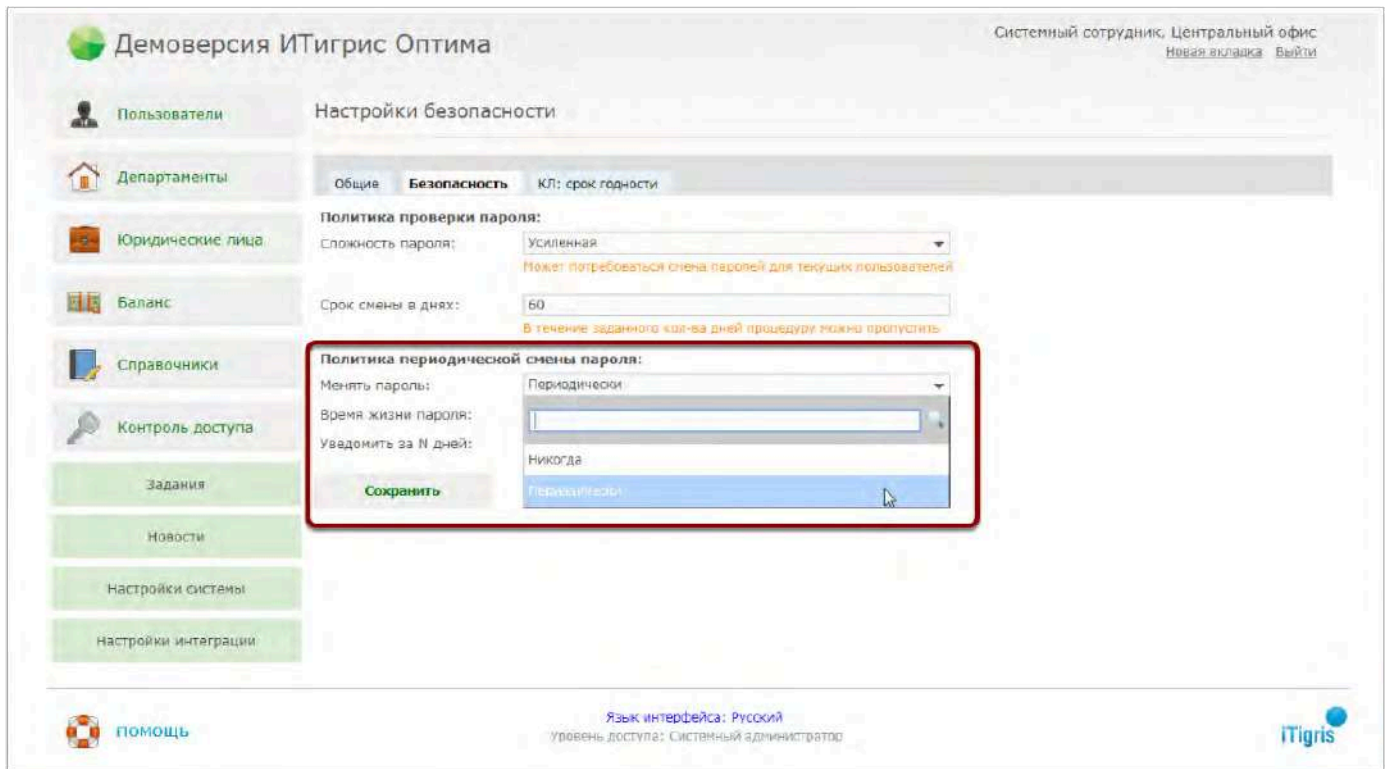 Демоверсия ИТигрис Оптима
Системный сотрудник, Центральный офис
Новая вкладка Выйти
Пользователи
Настройки безопасности
Департаменты
Общие Безопасность КЛ: срок годности
Политика проверки пароля:
Юридические лица
Сложность пароля: Усиленная
Может потребоваться смена паролей для текущих пользователей
Баланс
Срок смены в днях: 60
В течение заданного кол-ва дней процедуру можно пропустить
Политика периодической смены пароля:
Справочники
Менять пароль: Периодически
Время жизни пароля:
Контроль доступа
Уведомить за N дней:
Никогда
Задания
Сохранить Периодически
Новости
Настройки системы
Настройки интеграции
Язык интерфейса: Русский
ПОМОЩЬ
Уровень доступа: Системный администратор
iTigris